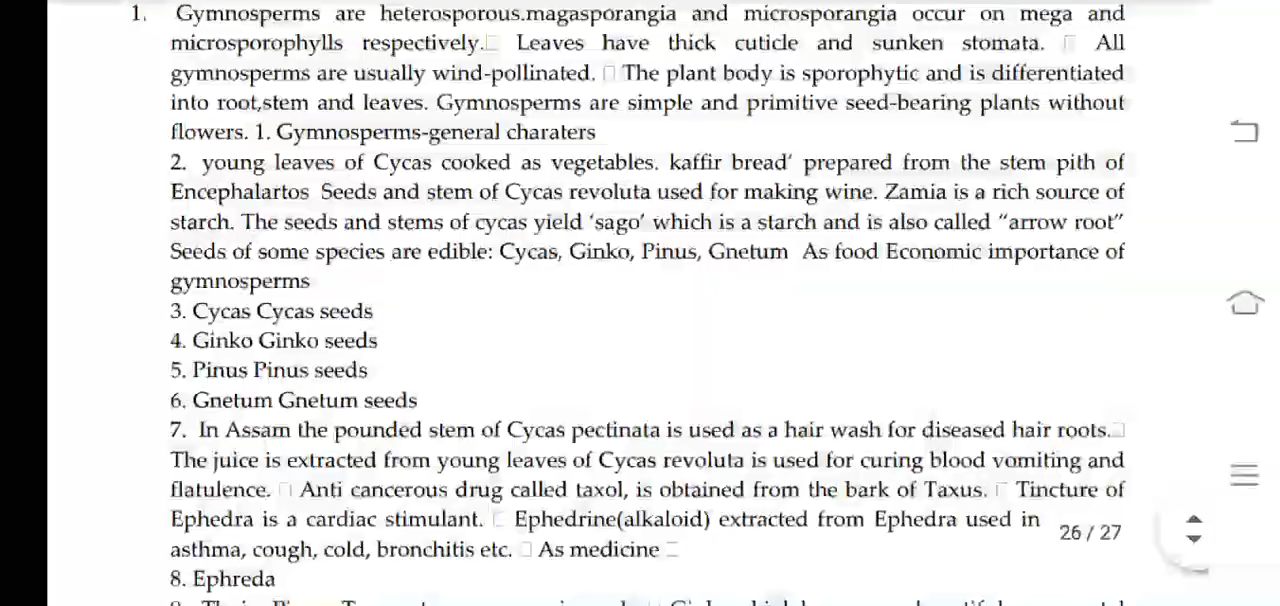 1. Gymnosperms are heterosporous.magasporangia and microsporangia occur on mega and
microsporophylls respectively. Leaves have thick cuticle and sunken stomata. All
gymnosperms are usually wind-pollinated. The plant body is sporophytic and is differentiated
into root,stem and leaves. Gymnosperms are simple and primitive seed-bearing plants without
flowers. 1. Gymnosperms-general charaters
2. young leaves of Cycas cooked as vegetables. kaffir bread’ prepared from the stem pith of
Encephalartos Seeds and stem of Cycas revoluta used for making wine. Zamia is a rich source of
starch. The seeds and stems of cycas yield ‘sago’ which is a starch and is also called “arrow root”
Seeds of some species are edible: Cycas, Ginko, Pinus, Gnetum As food Economic importance of
gymnosperms
3. Cycas Cycas seeds
4. Ginko Ginko seeds
5. Pinus Pinus seeds
6. Gnetum Gnetum seeds
7. In Assam the pounded stem of Cycas pectinata is used as a hair wash for diseased hair roots.
The juice is extracted from young leaves of Cycas revoluta is used for curing blood vomiting and
flatulence. Anti cancerous drug called taxol, is obtained from the bark of Taxus. Tincture of
Ephedra is a cardiac stimulant. Ephedrine(alkaloid) extracted from Ephedra used in
26 / 27
asthma, cough, cold, bronchitis etc. As medicine
8. Ephreda